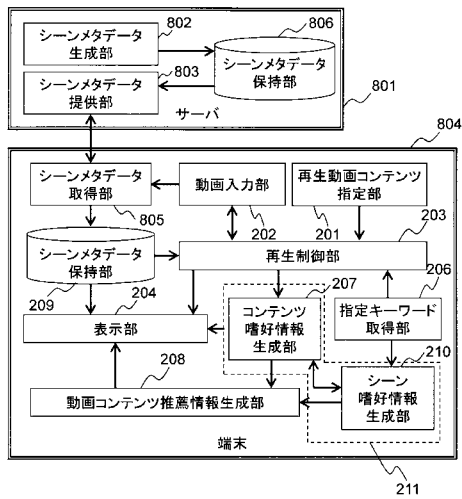 シーンメタデータ
生成部
802
806
シーンメタデータ
保持部
シーンメタデータ
提供部
803
サーバ
801
804
シーンメタデータ
取得部
805
動画入力部
202
再生動画コンテンツ
指定部
201
203
シーンメタデータ
保持部
209
再生制御部
204
表示部
207
コンテンツ
嗜好情報
生成部
206
指定キーワード
取得部
208
動画コンテンツ推薦情報生成部
210
シーン
嗜好情報
生成部
端末
211